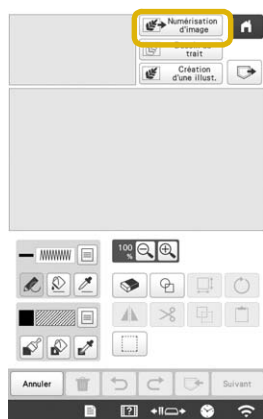 Numérisation
d'image
trait
Création
d'une illust.
100
%
Annuler
Suivant